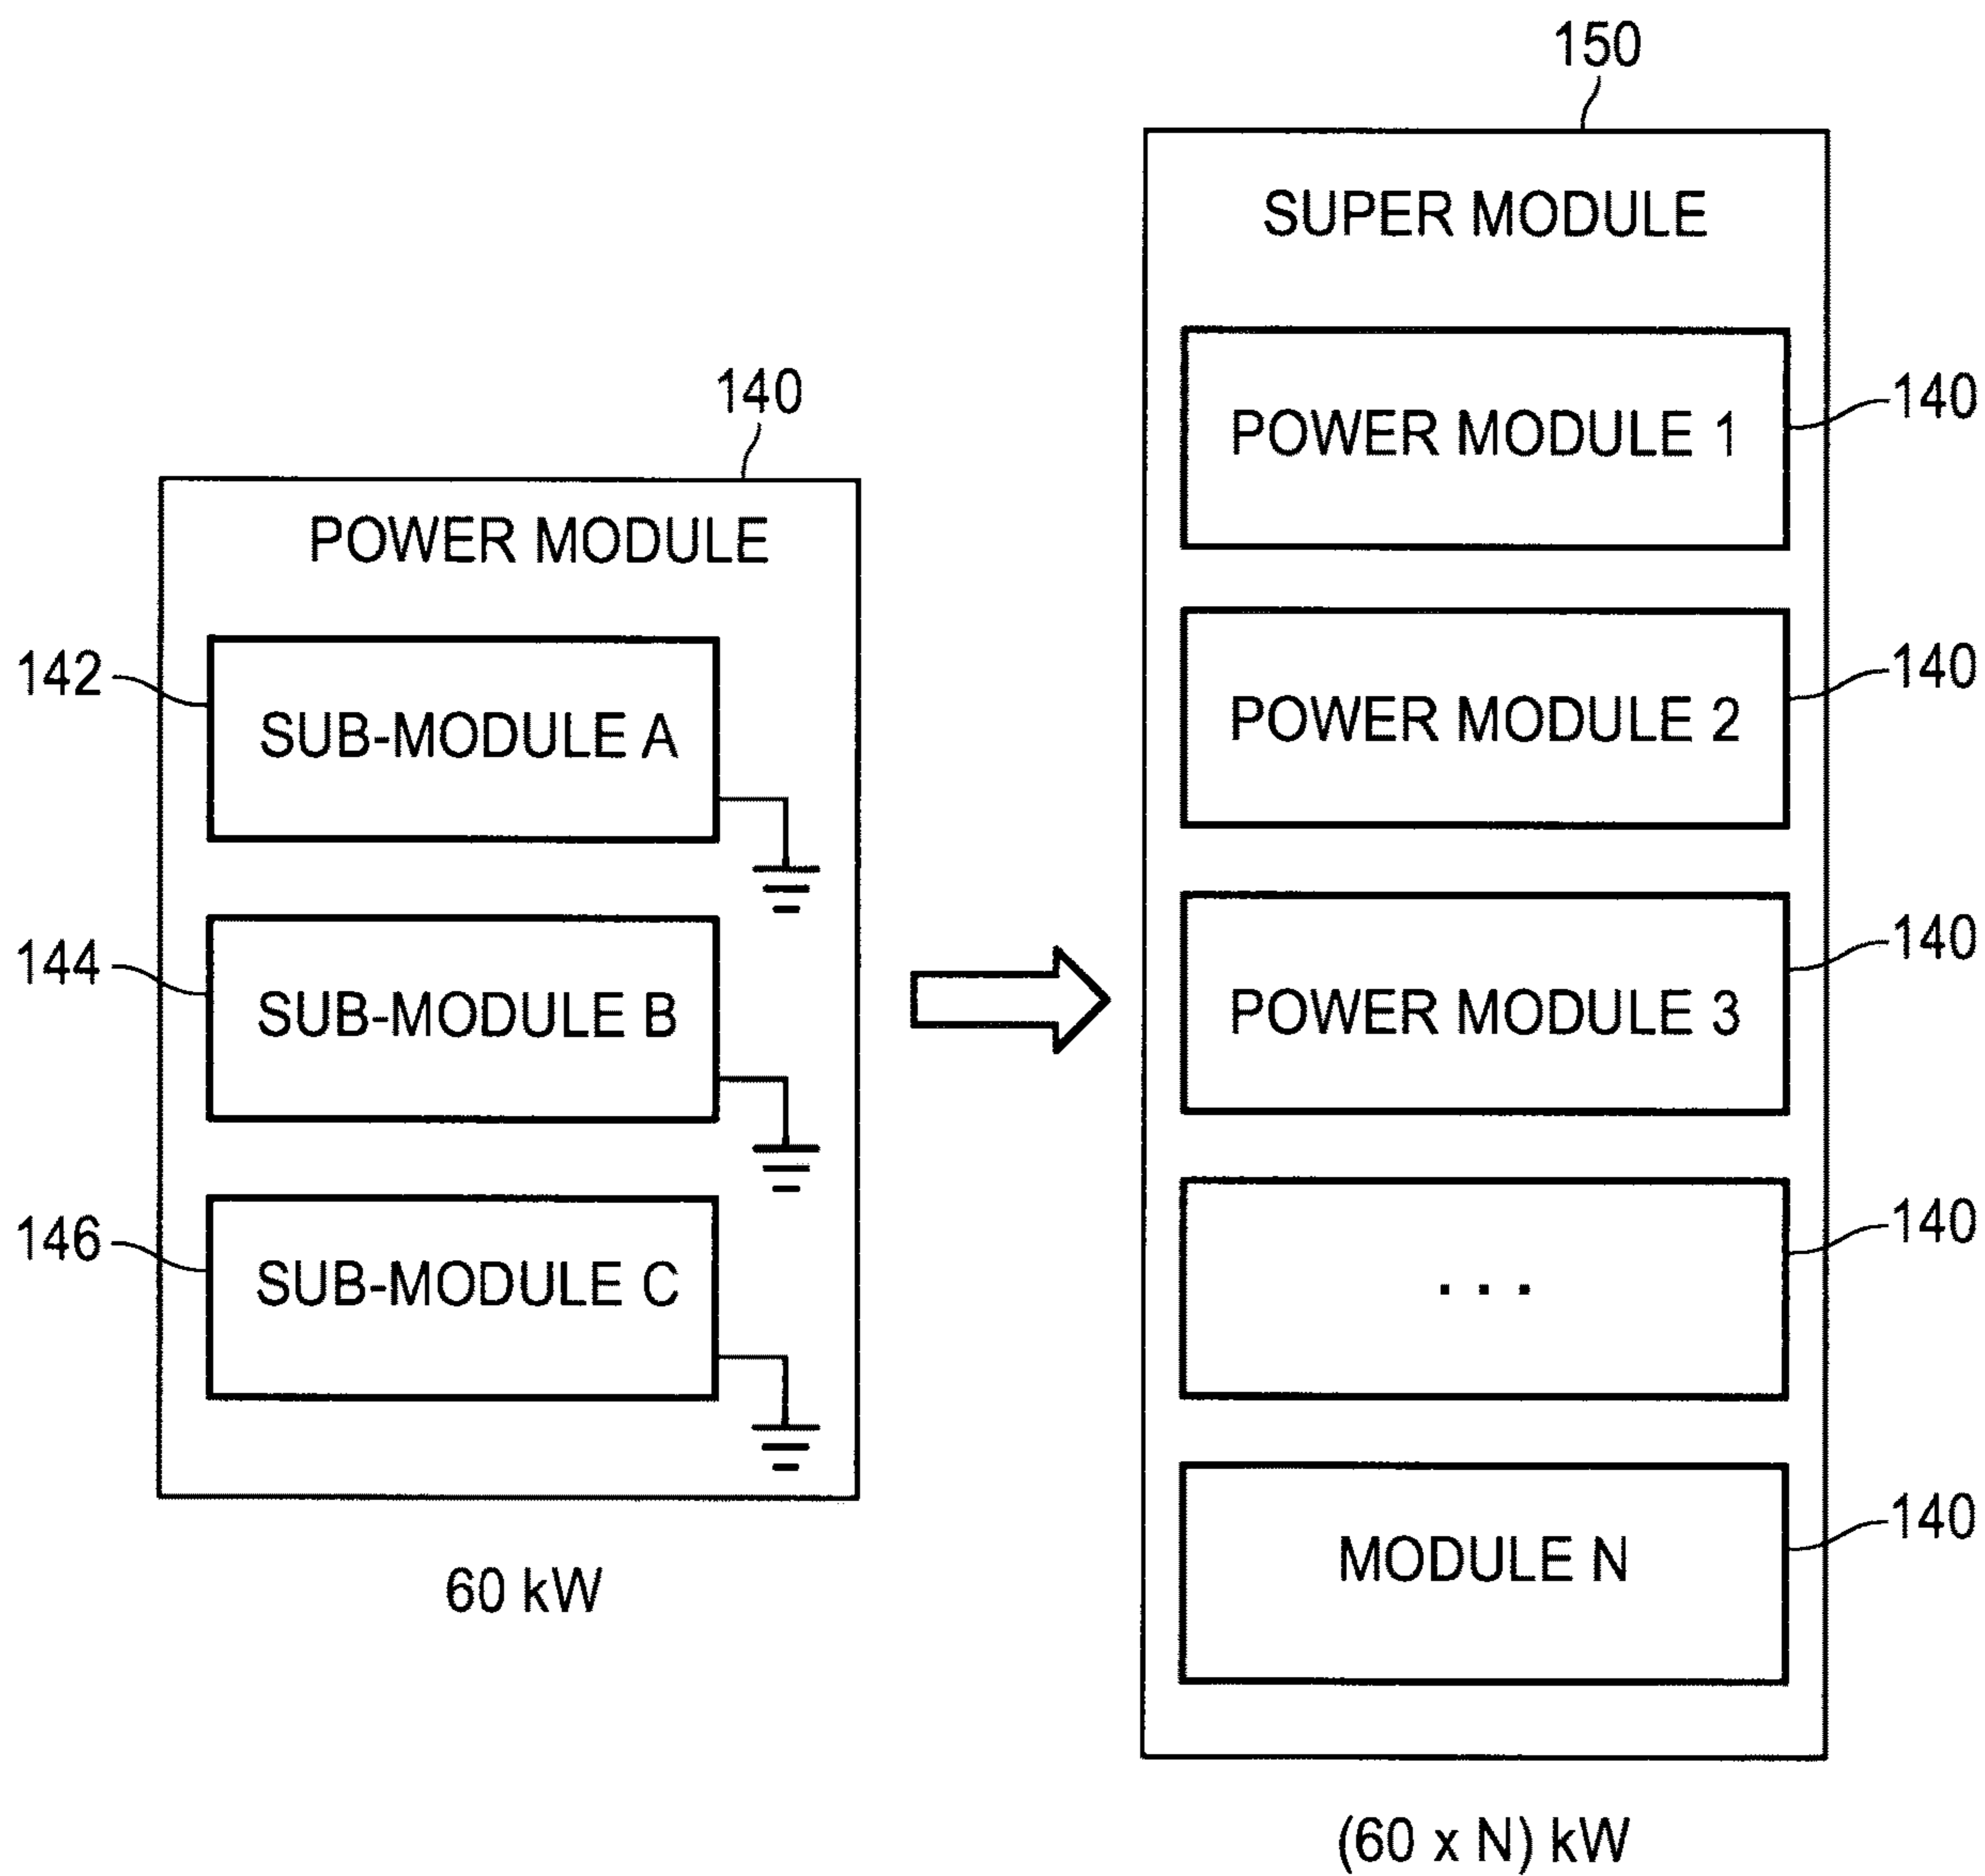 140
POWER MODULE
142
SUB-MODULE A
144
SUB-MODULE B
146
SUB-MODULE C
60 kW
150
SUPER MODULE
POWER MODULE 1
140
POWER MODULE 2
140
POWER MODULE 3
140
. . .
140
MODULE N
140
(60 x N) kW